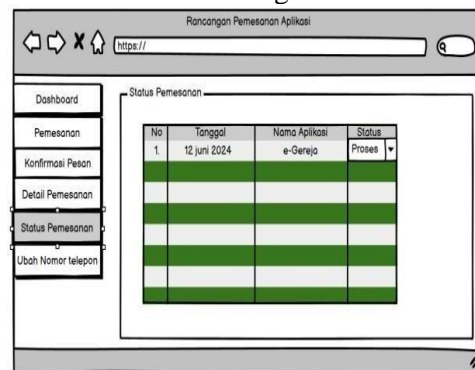 Rancangan Pemesanan Aplikasi
https://
Dashboard
Pemesanan
Konfirmasi Pesan
Detail Pemesanan
Status Pemesanan
Ubah Nomor telepon
Status Pemesanan
No Tanggal Nama Aplikasi Status
1. 12 juni 2024 e-Gereja Proses